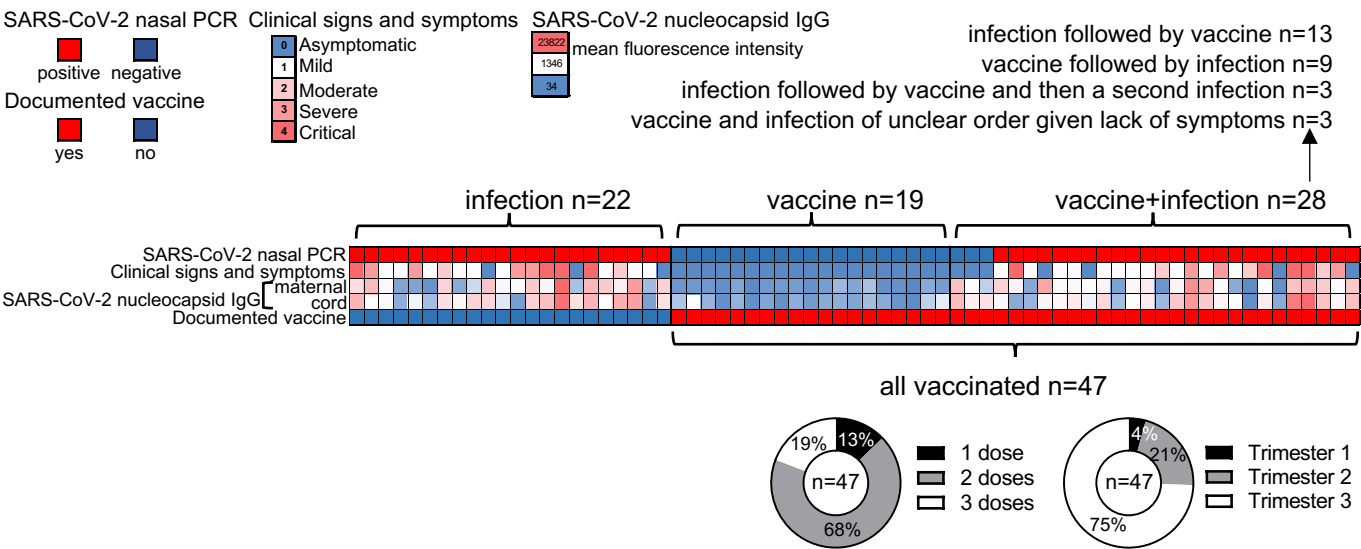 SARS-CoV-2 nasal PCR
positive negative
Documented vaccine
yes no
Clinical signs and symptoms
0 Asymptomatic
1 Mild
2 Moderate
3 Severe
4 Critical
SARS-CoV-2 nucleocapsid IgG
23822
mean fluorescence intensity
1346
34
infection followed by vaccine n=13
vaccine followed by infection n=9
infection followed by vaccine and then a second infection n=3
vaccine and infection of unclear order given lack of symptoms n=3
infection n=22
vaccine n=19
vaccine+infection n=28
SARS-CoV-2 nasal PCR
Clinical signs and symptoms
SARS-CoV-2 nucleocapsid IgG
maternal
cord
Documented vaccine
all vaccinated n=47
19%
13%
n=47
68%
1 dose
2 doses
3 doses
4%
21%
n=47
75%
Trimester 1
Trimester 2
Trimester 3